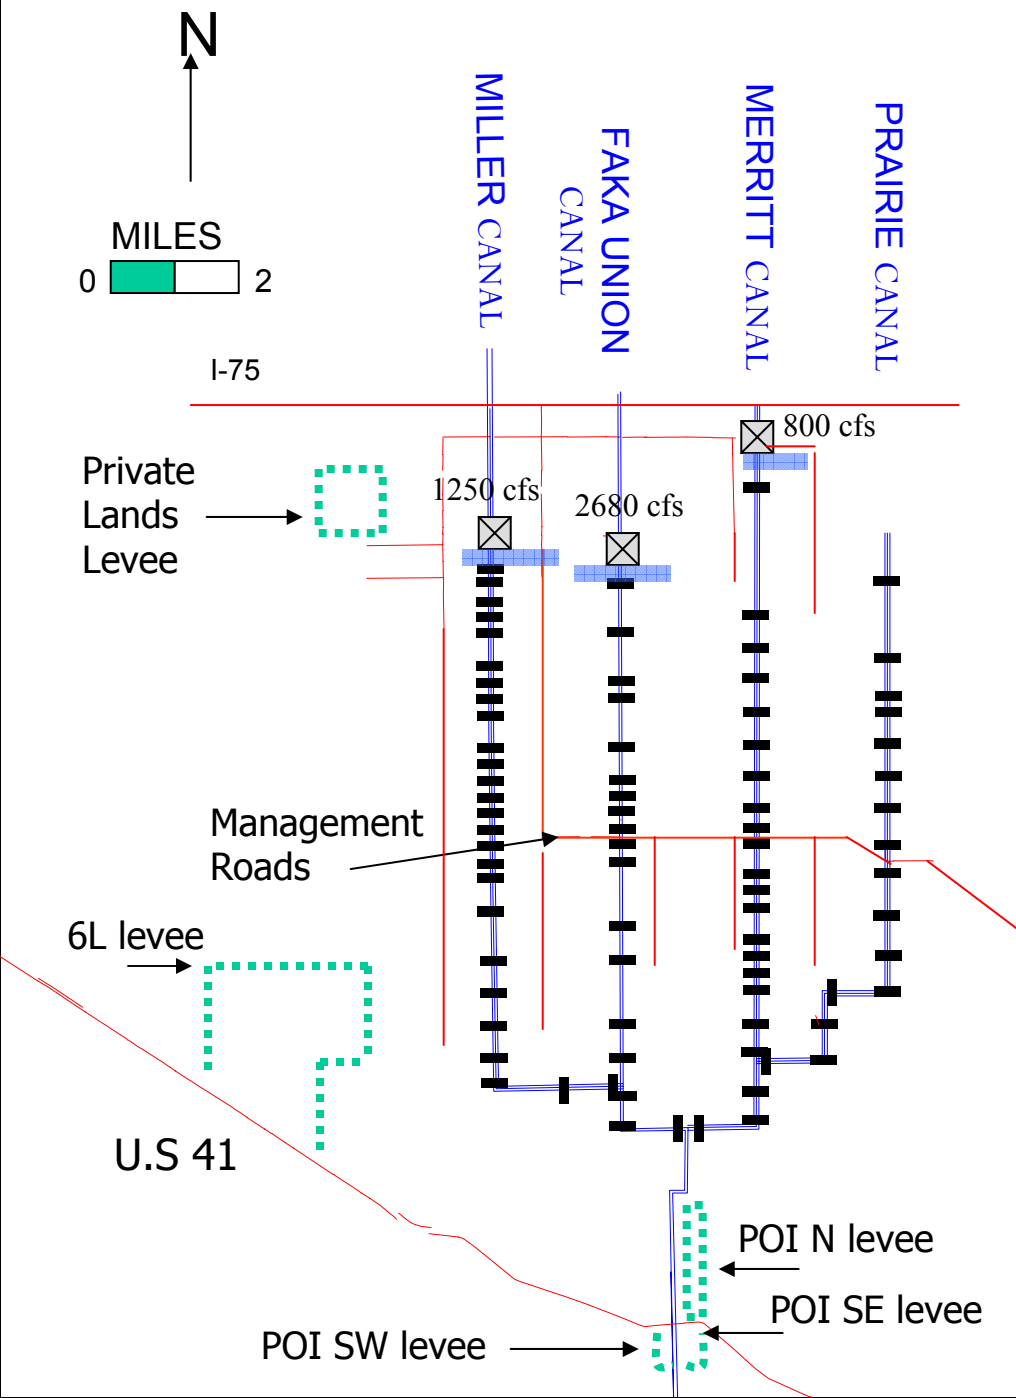 N
MILES
0 2
MILLER CANAL
FAKA UNION
CANAL
MERRITT CANAL
PRAIRIE CANAL
I-75
800 cfs
1250 cfs
2680 cfs
Private
Lands
Levee
Management
Roads
6L levee
U.S 41
POI N levee
POI SE levee
POI SW levee